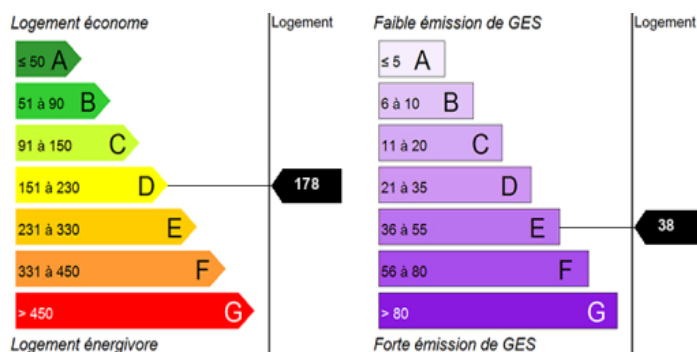 Logement économe
Logement
≤ 50 A
51 à 90 B
91 à 150 C
151 à 230 D
178
231 à 330 E
331 à 450 F
> 450 G
Logement énergivore
Faible émission de GES
Logement
≤ 5 A
6 à 10 B
11 à 20 C
21 à 35 D
36 à 55 E
38
56 à 80 F
> 80 G
Forte émission de GES